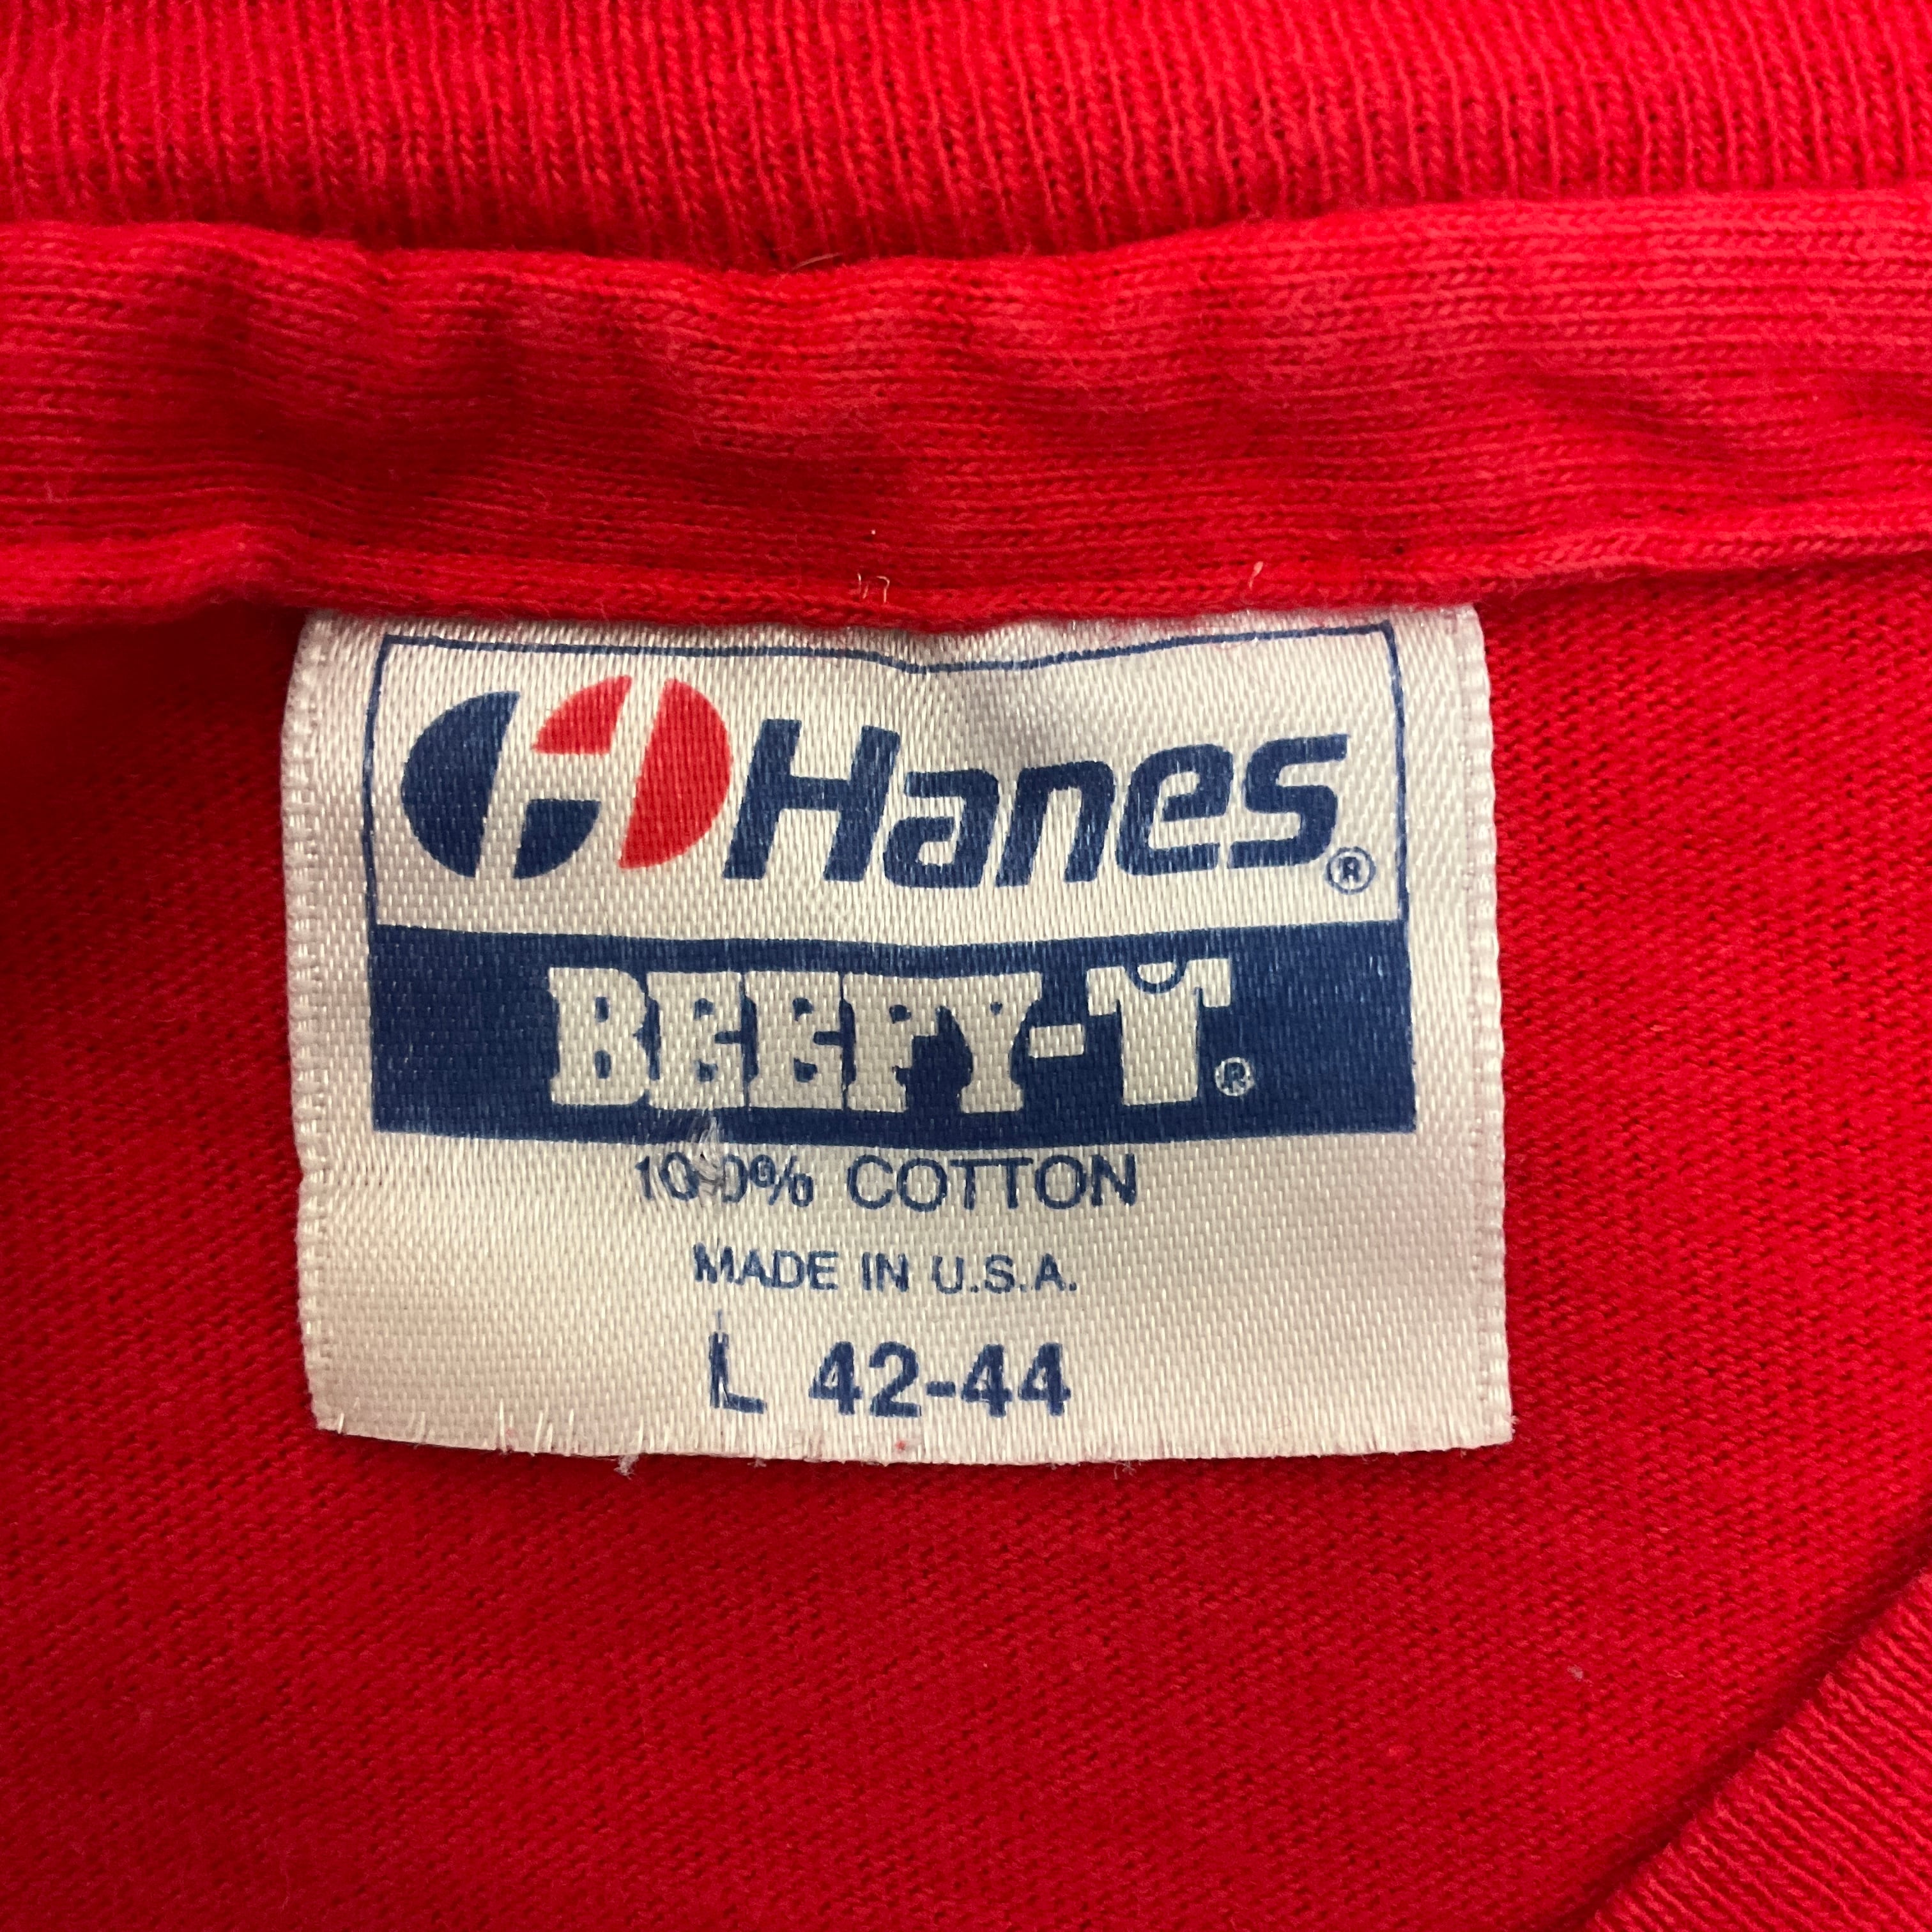 Hanes®
BEEFY-T®
100% COTTON
MADE IN U.S.A.
L 42-44